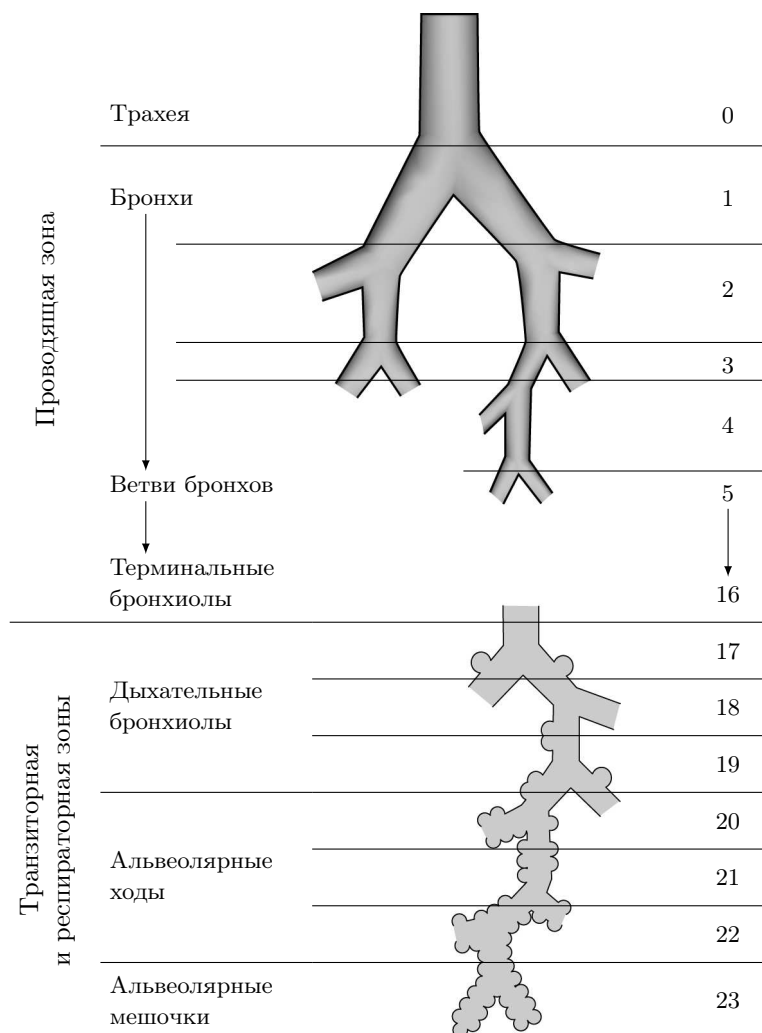 Трахея
0
Проводящая зона
Бронхи
1
2
3
4
Ветви бронхов
5
Терминальные
бронхиолы
16
Транзиторная
и респираторная зоны
17
Дыхательные
бронхиолы
18
19
20
Альвеолярные
ходы
21
22
Альвеолярные
мешочки
23